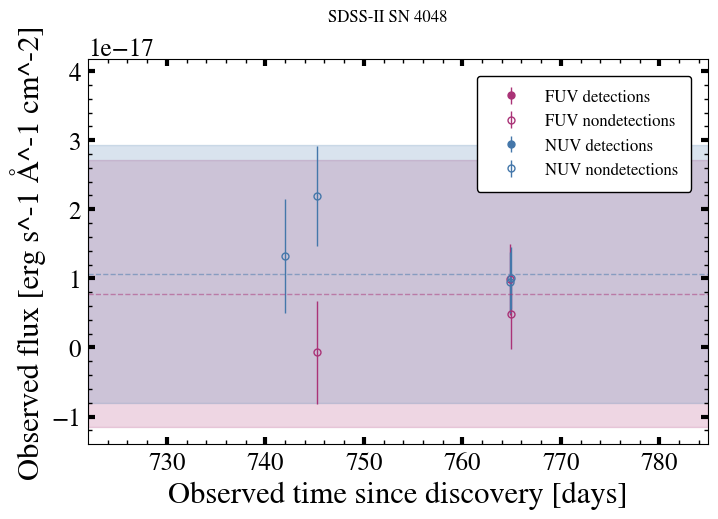 SDSS-II SN 4048
1e−17
4
3
2
1
0
−1
730
740
750
760
770
780
Observed time since discovery [days]
Observed flux [erg s^-1 Å^-1 cm^-2]
FUV detections
FUV nondetections
NUV detections
NUV nondetections